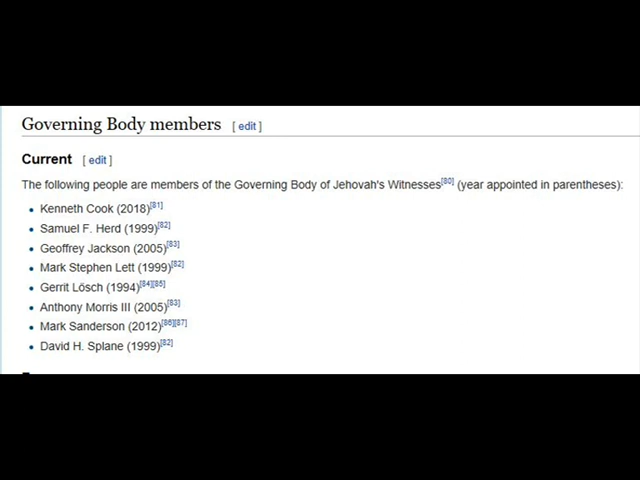 Governing Body members [ edit ]
Current [ edit ]
The following people are members of the Governing Body of Jehovah's Witnesses[80] (year appointed in parentheses):
• Kenneth Cook (2018)[81]
• Samuel F. Herd (1999)[82]
• Geoffrey Jackson (2005)[83]
• Mark Stephen Lett (1999)[82]
• Gerrit Lösch (1994)[84][85]
• Anthony Morris III (2005)[83]
• Mark Sanderson (2012)[86][87]
• David H. Splane (1999)[82]